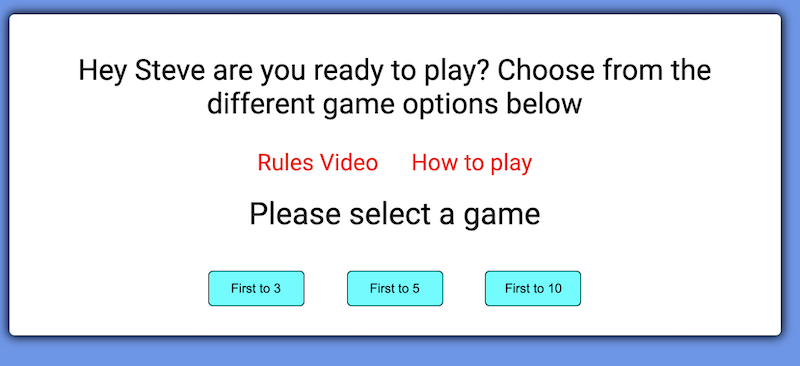 Hey Steve are you ready to play? Choose from the
different game options below
Rules Video How to play
Please select a game
First to 3 First to 5 First to 10